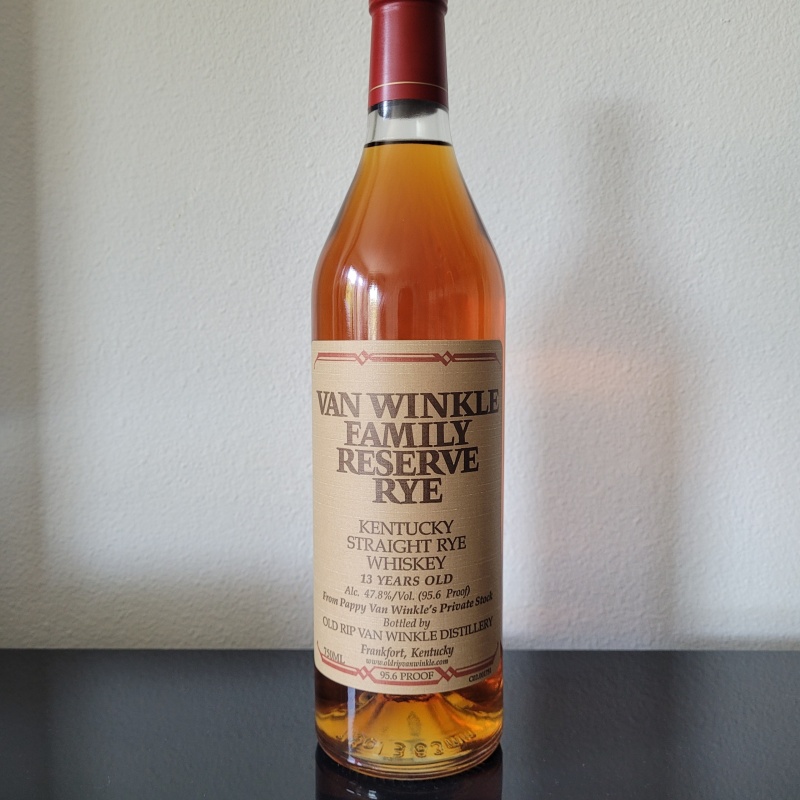 VAN WINKLE
FAMILY
RESERVE
RYE
KENTUCKY
STRAIGHT RYE
WHISKEY
13 YEARS OLD
Alc. 47.8%/Vol. (95.6 Proof)
From Pappy Van Winkle's Private Stock
Bottled by
OLD RIP VAN WINKLE DISTILLERY
Frankfort, Kentucky
750ML
www.oldripvanwinkle.com
95.6 PROOF